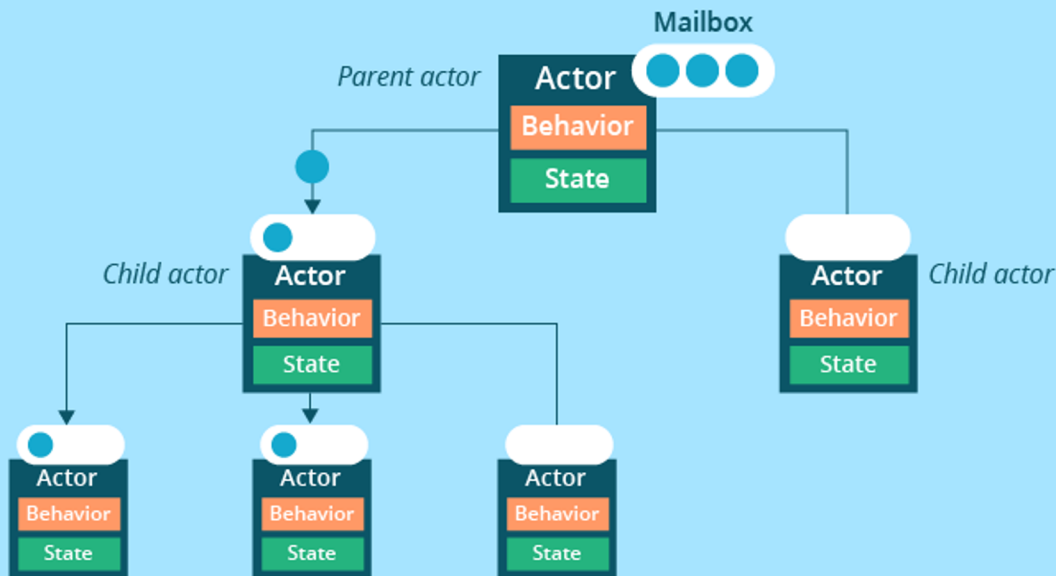 Mailbox
Parent actor
Actor
Behavior
State
Child actor
Actor
Behavior
State
Actor
Behavior
State
Child actor
Actor
Behavior
State
Actor
Behavior
State
Actor
Behavior
State